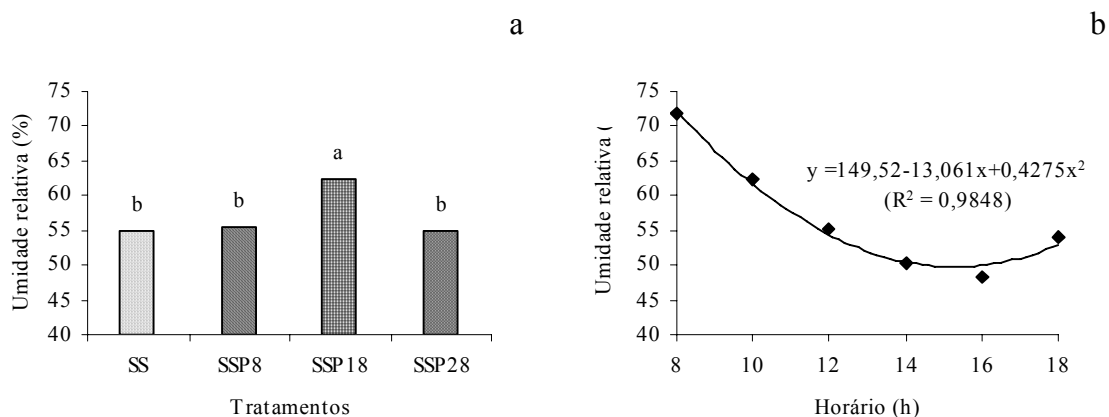 a
Umidade relativa (%)
75
70
65
60
55
50
45
40
b
b
a
b
SS
SSP8
SSP18
SSP28
Tratamentos
b
Umidade relativa (
75
70
65
60
55
50
45
40
y =149,52-13,061x+0,4275x²
(R² = 0,9848)
8
10
12
14
16
18
Horário (h)